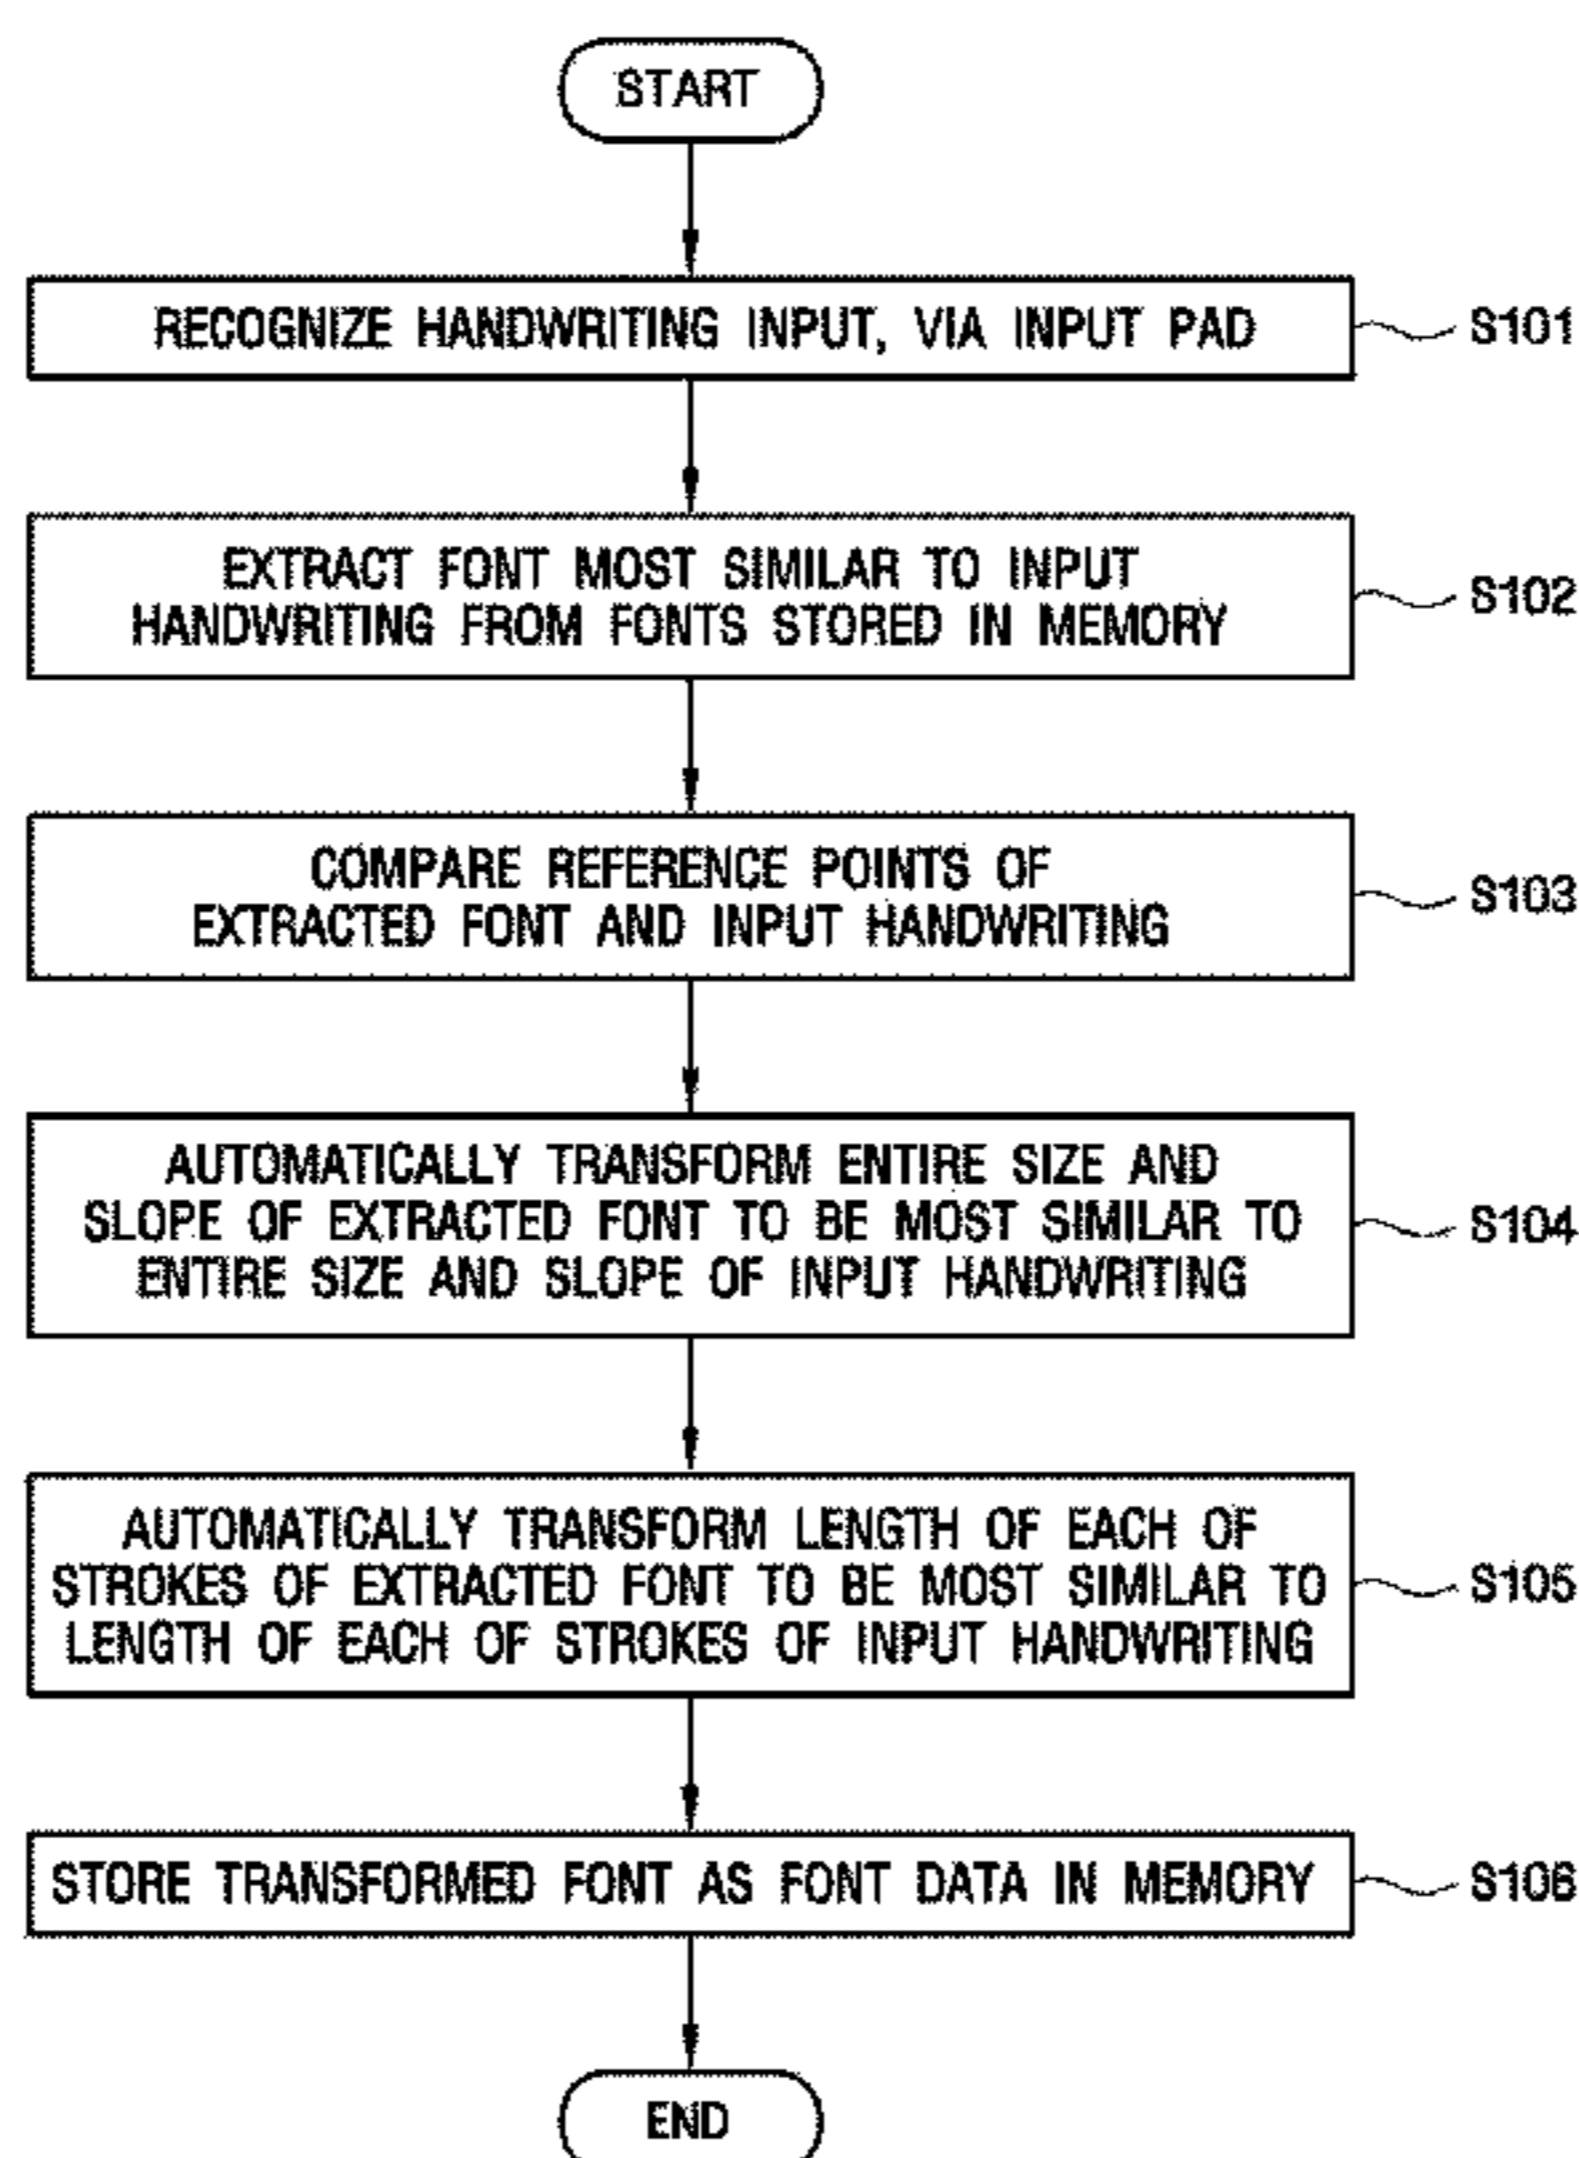 START
RECOGNIZE HANDWRITING INPUT, VIA INPUT PAD
S101
EXTRACT FONT MOST SIMILAR TO INPUT
HANDWRITING FROM FONTS STORED IN MEMORY
S102
COMPARE REFERENCE POINTS OF
EXTRACTED FONT AND INPUT HANDWRITING
S103
AUTOMATICALLY TRANSFORM ENTIRE SIZE AND
SLOPE OF EXTRACTED FONT TO BE MOST SIMILAR TO
ENTIRE SIZE AND SLOPE OF INPUT HANDWRITING
S104
AUTOMATICALLY TRANSFORM LENGTH OF EACH OF
STROKES OF EXTRACTED FONT TO BE MOST SIMILAR TO
LENGTH OF EACH OF STROKES OF INPUT HANDWRITING
S105
STORE TRANSFORMED FONT AS FONT DATA IN MEMORY
S106
END